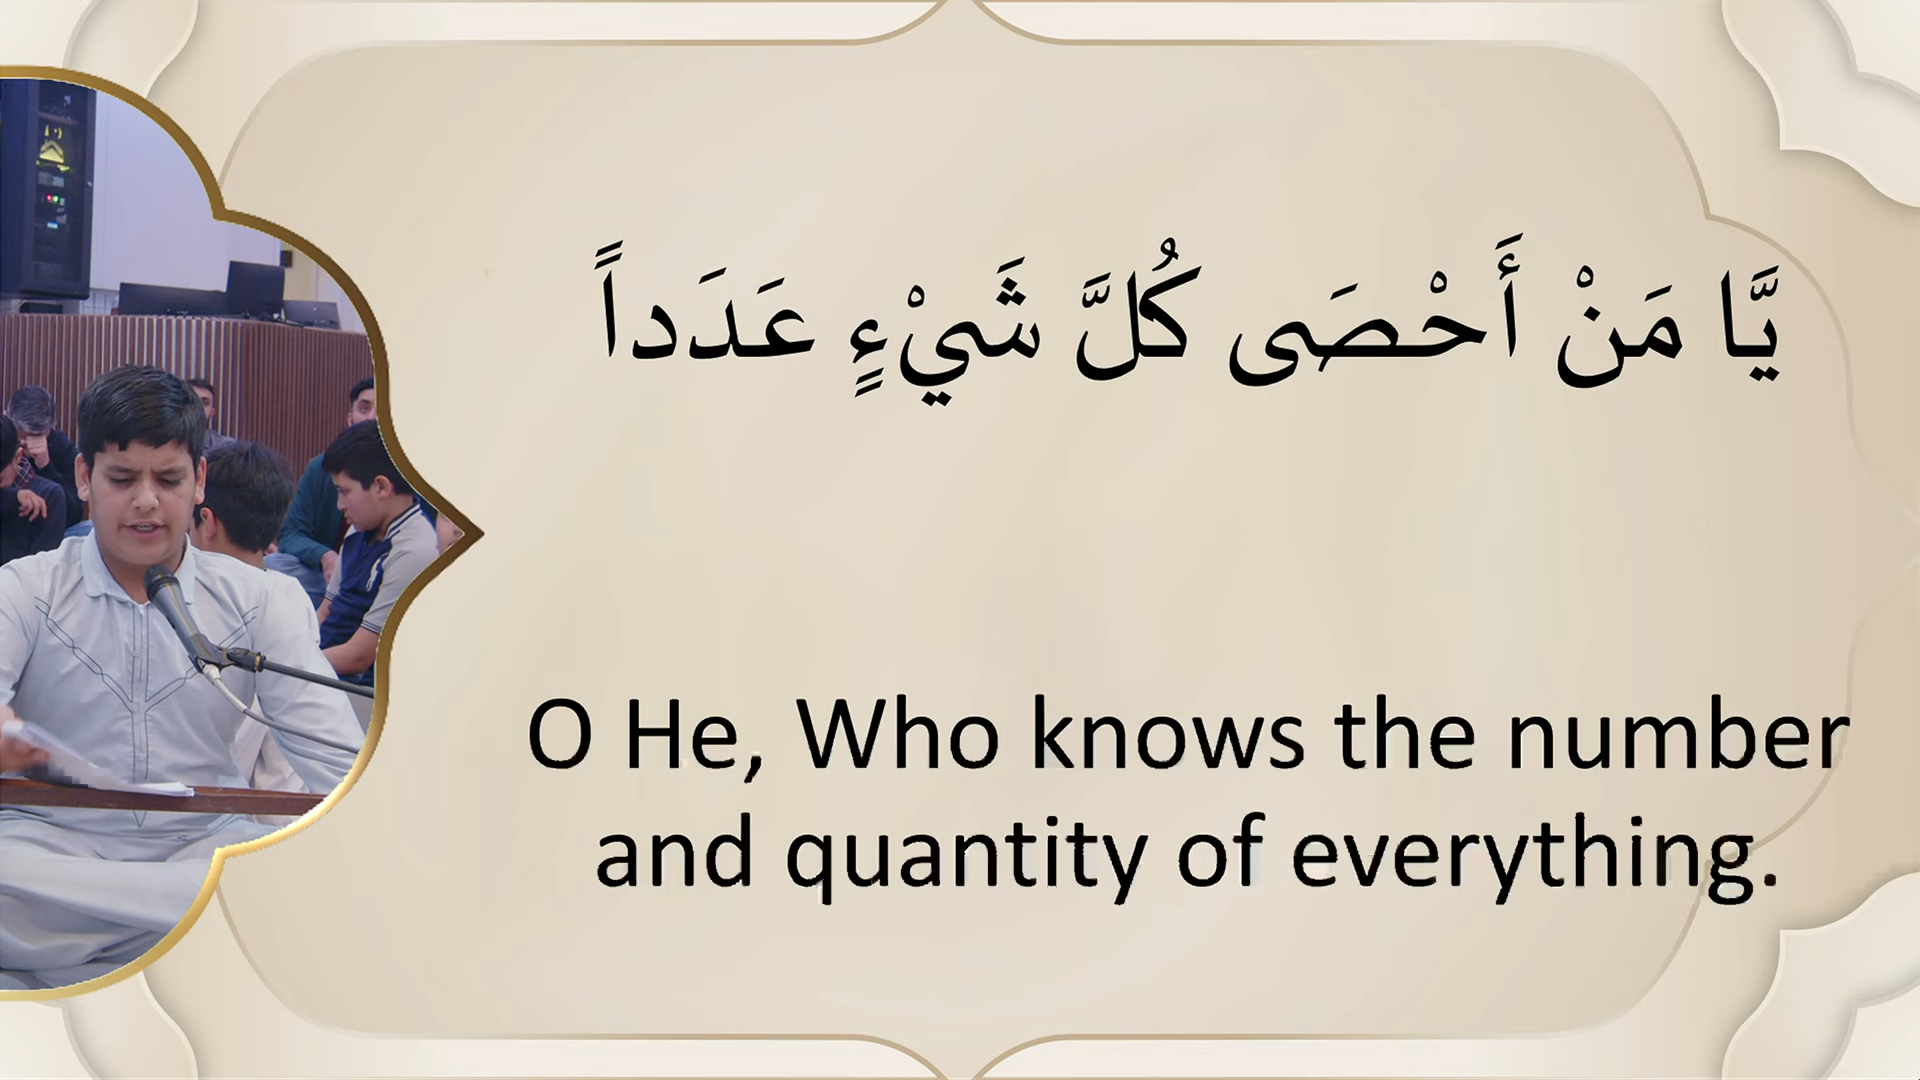 يَّا مَنْ أَحْصَى كُلَّ شَيْءٍ عَدَداً
O He, Who knows the number
and quantity of everything.